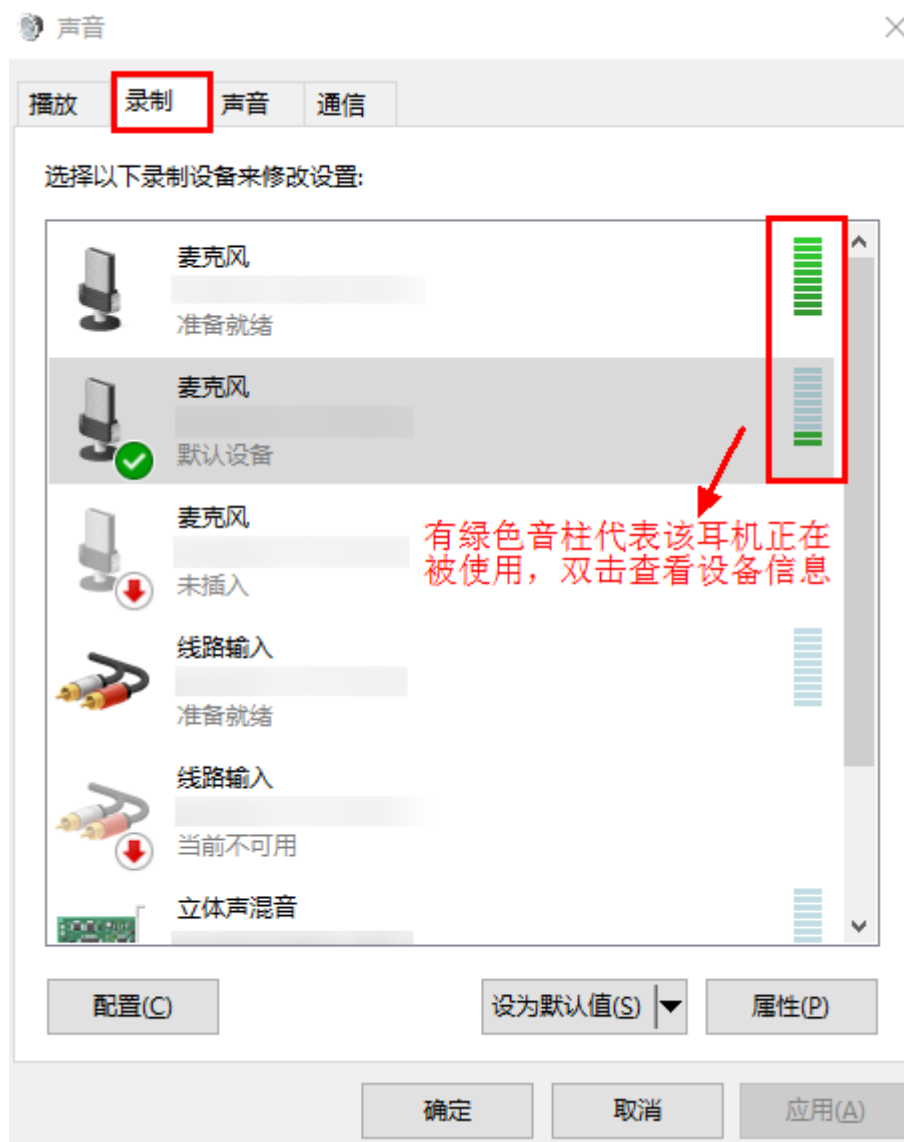 声音
播放 录制 声音 通信
选择以下录制设备来修改设置:
麦克风
准备就绪
麦克风
默认设备
有绿色音柱代表该耳机正在
被使用，双击查看设备信息
麦克风
未插入
线路输入
准备就绪
线路输入
当前不可用
立体声混音
配置(C) 设为默认值(S) 属性(P)
确定 取消 应用(A)